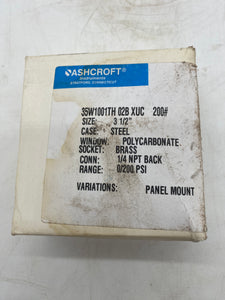 ASHCROFT®
STRATFORD, CONNECTICUT
35W1001TH 02B XUC 200#
SIZE: 3 1/2"
CASE: STEEL
WINDOW: POLYCARBONATE
SOCKET: BRASS
CONN: 1/4 NPT BACK
RANGE: 0/200 PSI
VARIATIONS: PANEL MOUNT